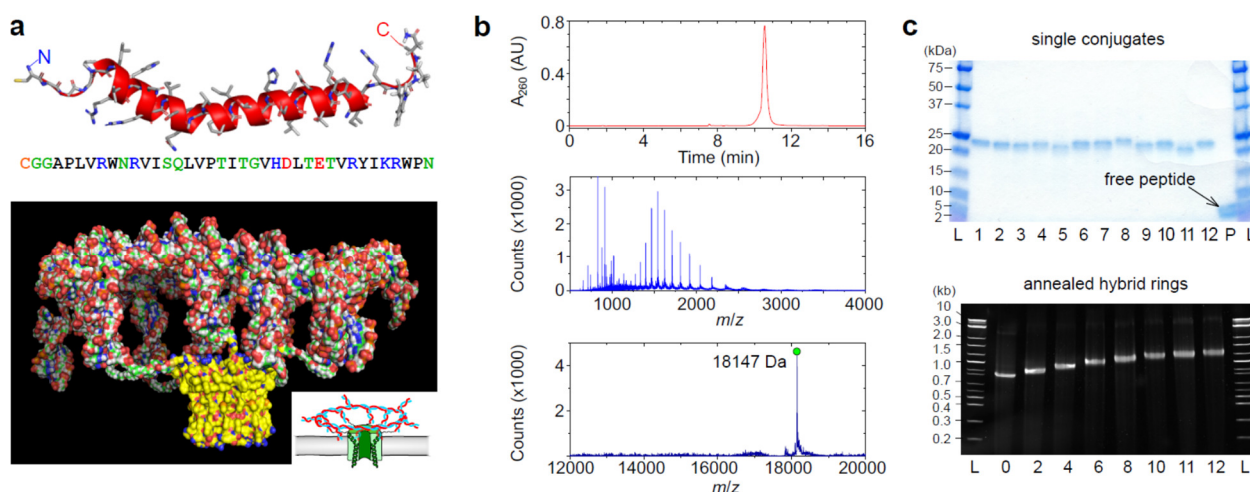 a
N
C
CGGAPLVRWNRVISQLVPTITGVHDLTETVRYIKRWPN
b
0.8
0.4
0
A260 (AU)
0 4 8 12 16
Time (min)
3
2
1
0
Counts (x1000)
1000 2000 3000 4000
m/z
18147 Da
4
2
0
Counts (x1000)
12000 14000 16000 18000 20000
m/z
c
single conjugates
(kDa)
75
50
37
25
20
15
10
5
2
free peptide
L 1 2 3 4 5 6 7 8 9 10 11 12 P L
annealed hybrid rings
(kb)
10
3.0
2.0
1.5
1.0
0.7
0.5
0.4
0.3
0.2
L 0 2 4 6 8 10 11 12 L